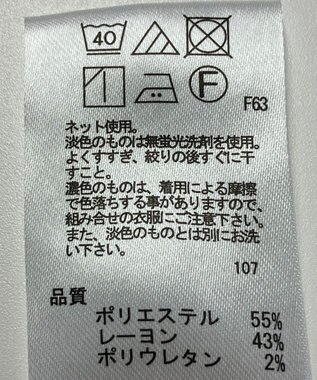 40
F
F63
ネット使用。
淡色のものは無蛍光洗剤を使用。
よくすすぎ、絞りの後すぐに干
すこと。
濃色のものは、着用による摩擦
で色落ちする事がありますので、
組み合せの衣服にご注意下さい。
また、淡色のものとは別にお洗
い下さい。
107
品質
ポリエステル 55%
レーヨン 43%
ポリウレタン 2%